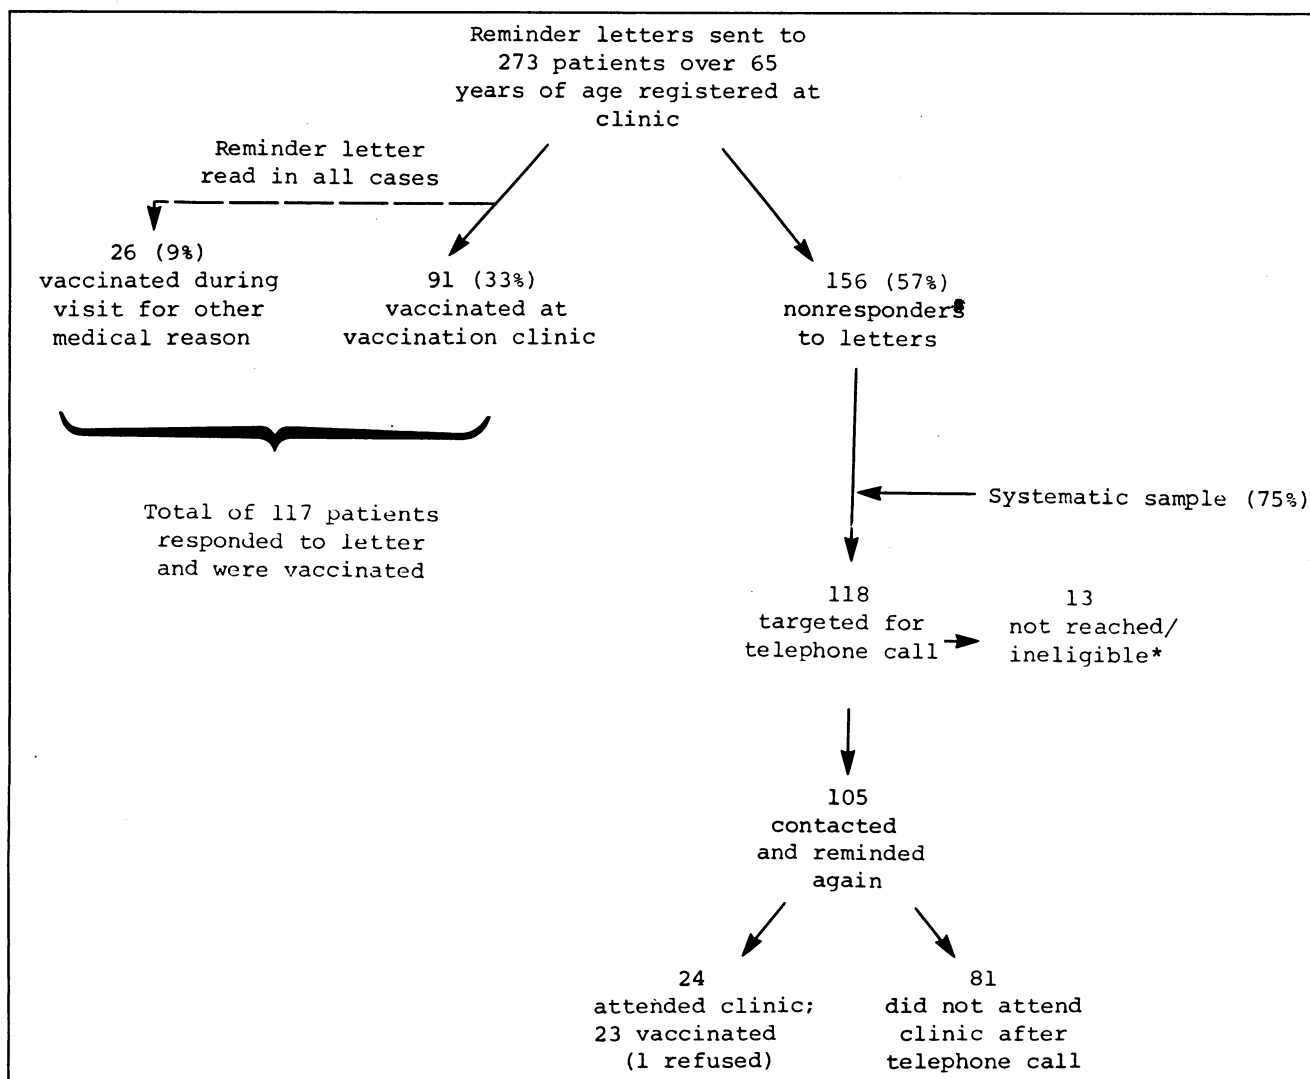 Reminder letters sent to
273 patients over 65
years of age registered at
clinic
Reminder letter
read in all cases
26 (9%)
vaccinated during
visit for other
medical reason
91 (33%)
vaccinated at
vaccination clinic
156 (57%)
nonresponders
to letters
Total of 117 patients
responded to letter
and were vaccinated
Systematic sample (75%)
118
targeted for
telephone call
13
not reached/
ineligible*
105
contacted
and reminded
again
24
attended clinic;
23 vaccinated
(1 refused)
81
did not attend
clinic after
telephone call